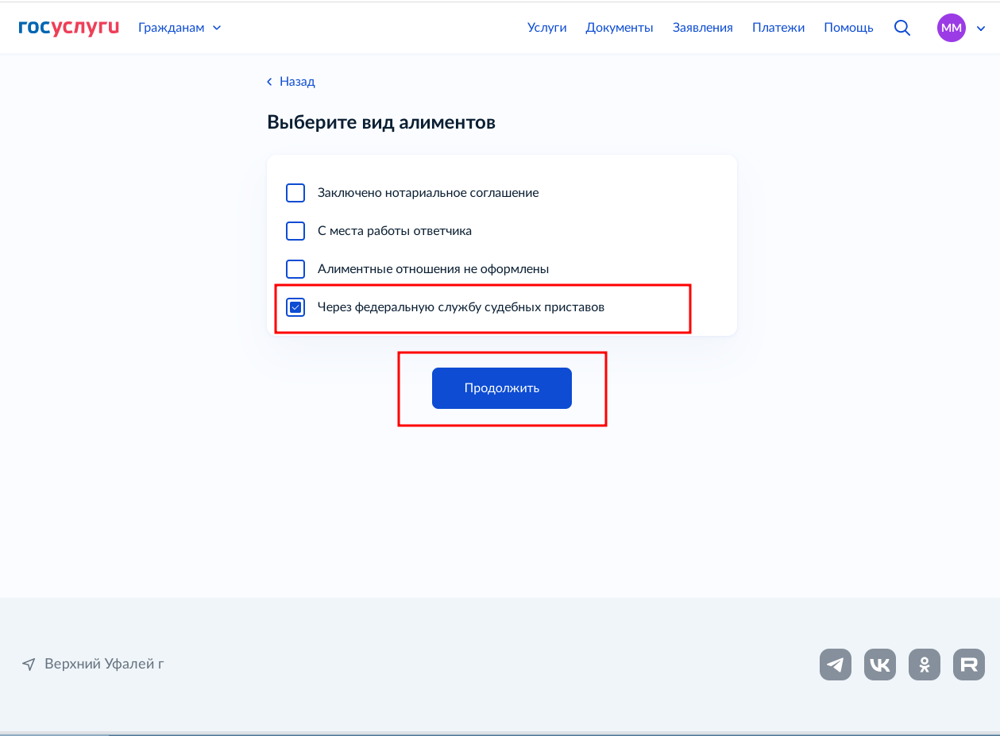 госуслуги Гражданам Услуги Документы Заявления Платежи Помощь ММ
Назад
Выберите вид алиментов
Заключено нотариальное соглашение
С места работы ответчика
Алиментные отношения не оформлены
Через федеральную службу судебных приставов
Продолжить
Верхний Уфалей г